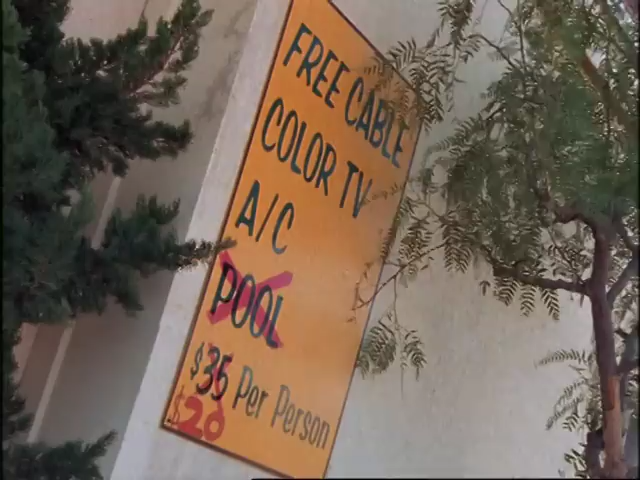 FREE CABLE
COLOR TV
A/C
POOL
$35 Per Person
$20